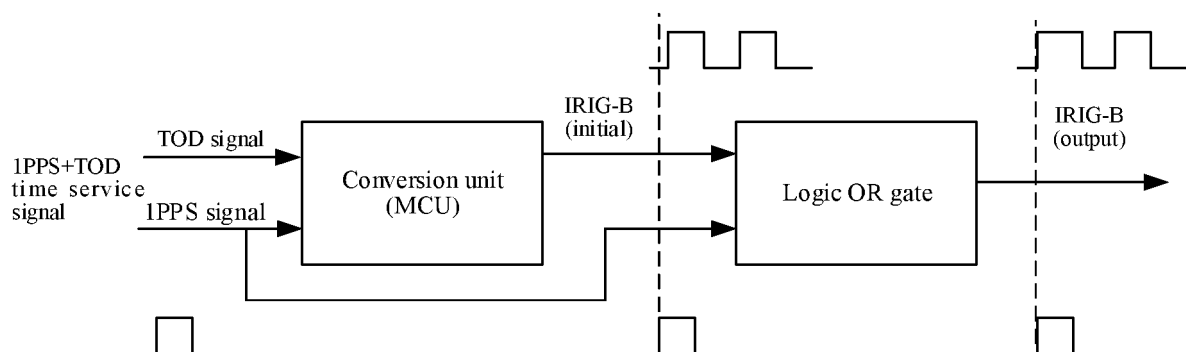 1PPS+TOD
time service
signal
TOD signal
1PPS signal
Conversion unit
(MCU)
IRIG-B
(initial)
Logic OR gate
IRIG-B
(output)